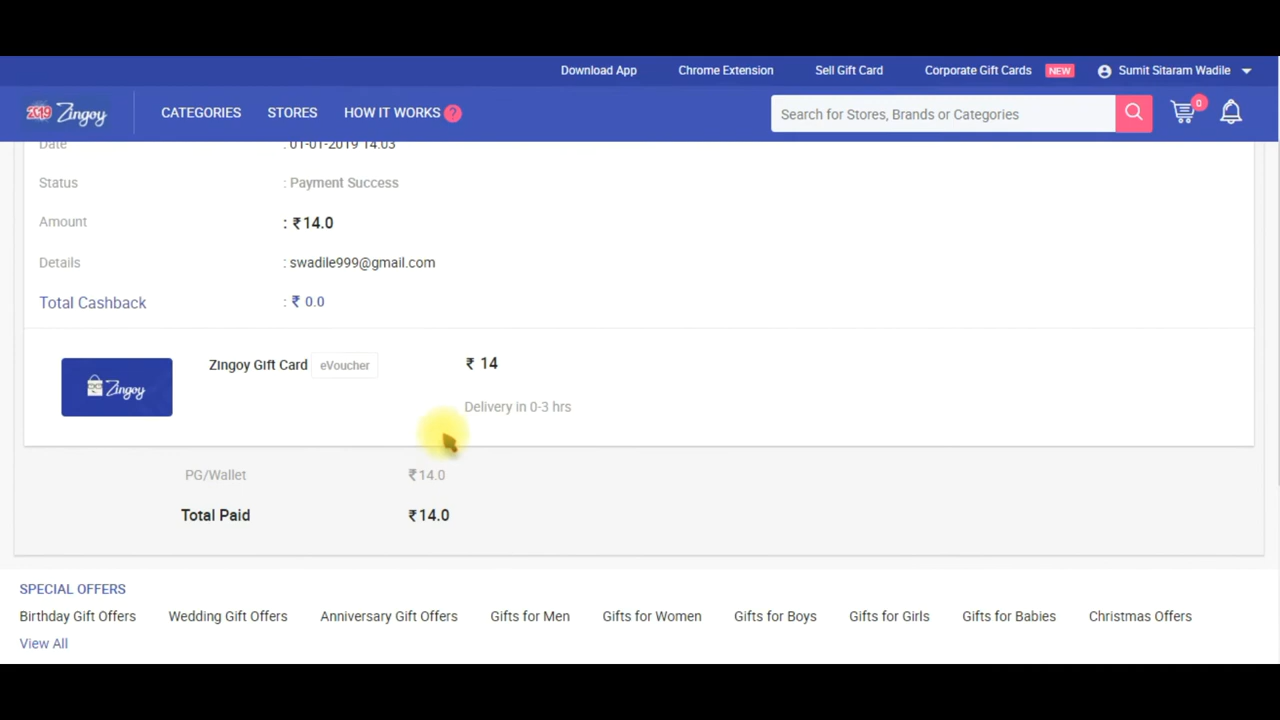 Download App Chrome Extension Sell Gift Card Corporate Gift Cards NEW Sumit Sitaram Wadile
2019 Zingoy CATEGORIES STORES HOW IT WORKS ? Search for Stores, Brands or Categories 0
Date : 01-01-2019 14:03
Status : Payment Success
Amount : ₹14.0
Details : swadile999@gmail.com
Total Cashback : ₹ 0.0
Zingoy Gift Card eVoucher ₹ 14
Zingoy
Delivery in 0-3 hrs
PG/Wallet ₹14.0
Total Paid ₹14.0
SPECIAL OFFERS
Birthday Gift Offers Wedding Gift Offers Anniversary Gift Offers Gifts for Men Gifts for Women Gifts for Boys Gifts for Girls Gifts for Babies Christmas Offers
View All